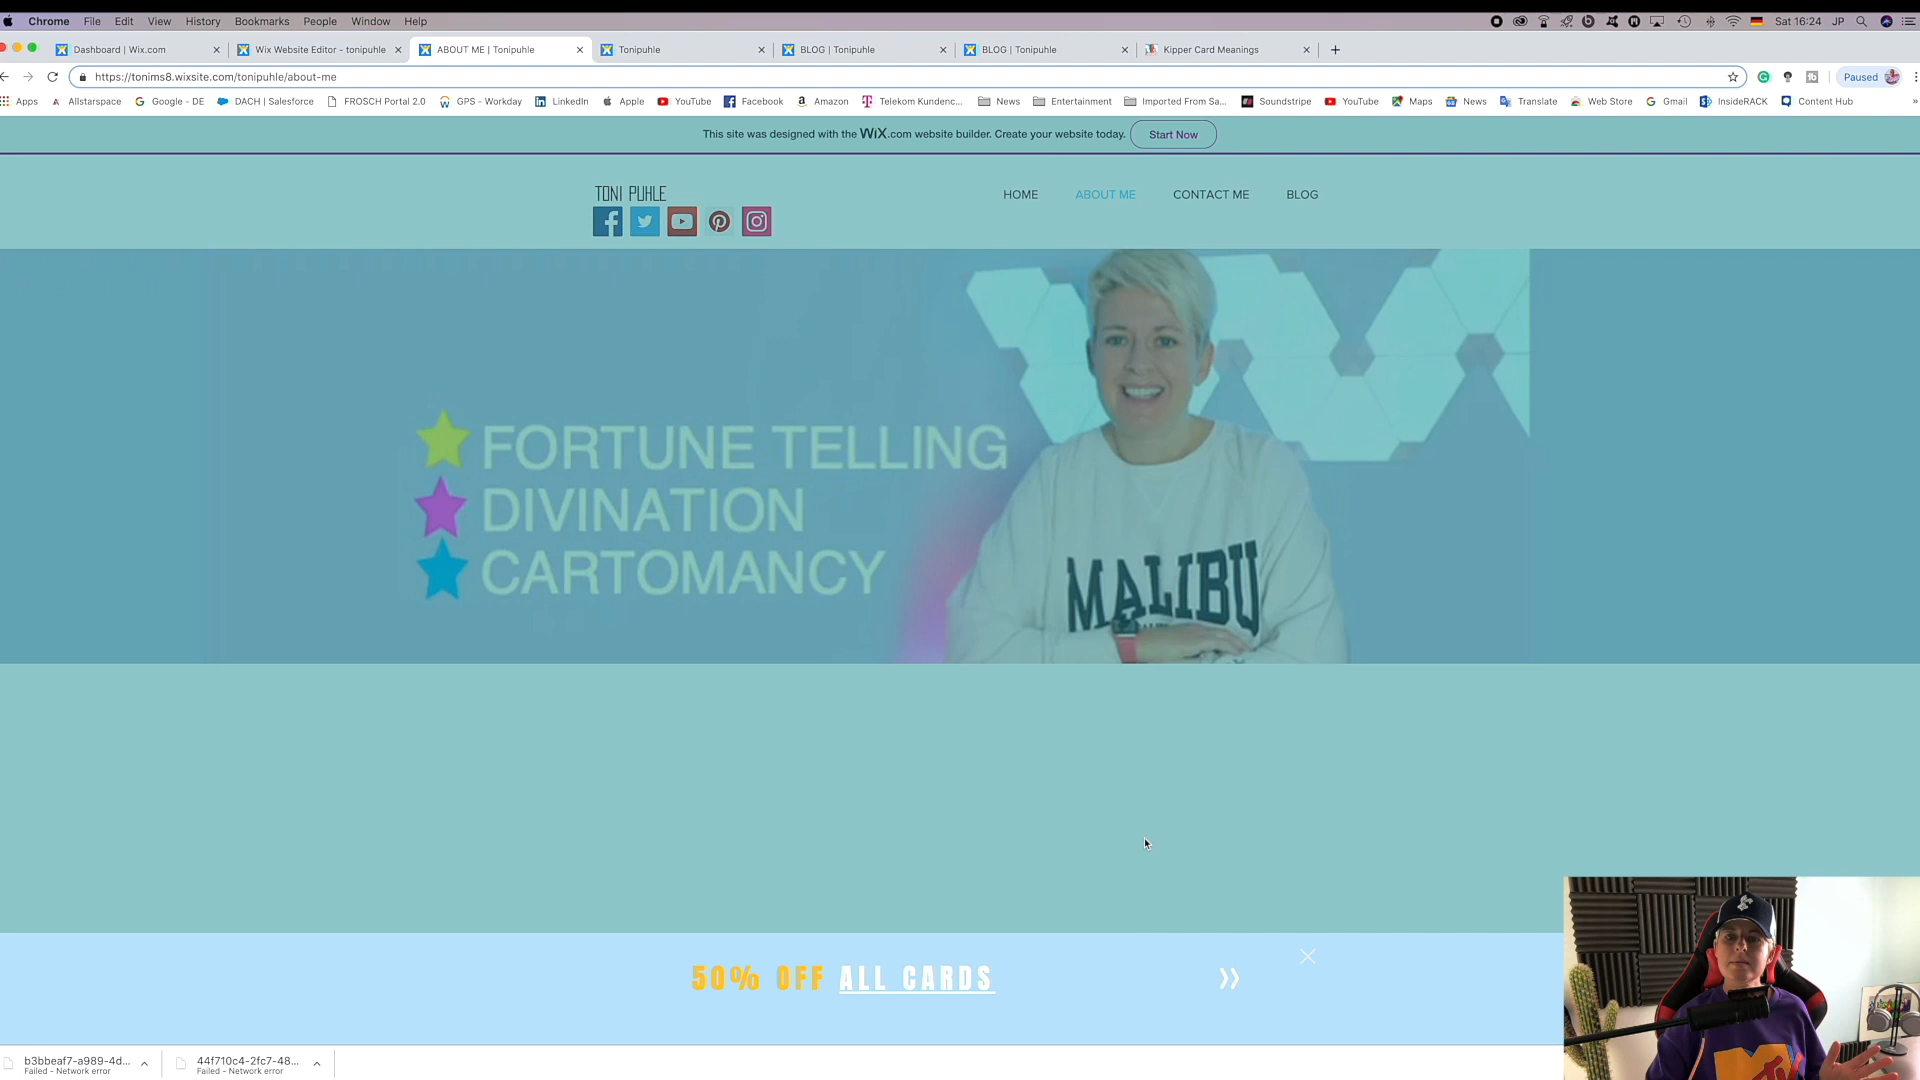 Chrome File Edit View History Bookmarks People Window Help Sat 16:24 JP
Dashboard | Wix.com Wix Website Editor - tonipuhle ABOUT ME | Tonipuhle Tonipuhle BLOG | Tonipuhle BLOG | Tonipuhle Kipper Card Meanings
https://tonims8.wixsite.com/tonipuhle/about-me Paused
Apps Allstarspace Google - DE DACH | Salesforce FROSCH Portal 2.0 GPS - Workday LinkedIn Apple YouTube Facebook Amazon Telekom Kundenc... News Entertainment Imported From Sa... Soundstripe YouTube Maps News Translate Web Store Gmail InsideRACK Content Hub
This site was designed with the WiX.com website builder. Create your website today. Start Now
TONI PUHLE
HOME ABOUT ME CONTACT ME BLOG
FORTUNE TELLING
DIVINATION
CARTOMANCY
MALIBU
50% OFF ALL CARDS
b3bbeaf7-a989-4d... 44f710c4-2fc7-48...
Failed - Network error Failed - Network error